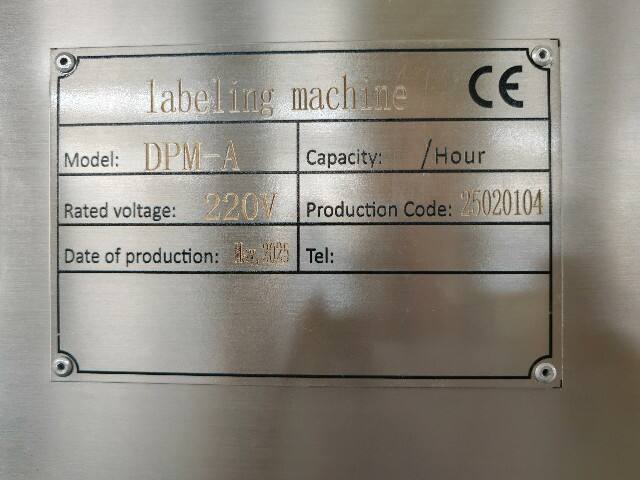 labeling machine CE
Model: DPM-A Capacity: /Hour
Rated voltage: 220V Production Code: 25020104
Date of production: 2025 Tel: